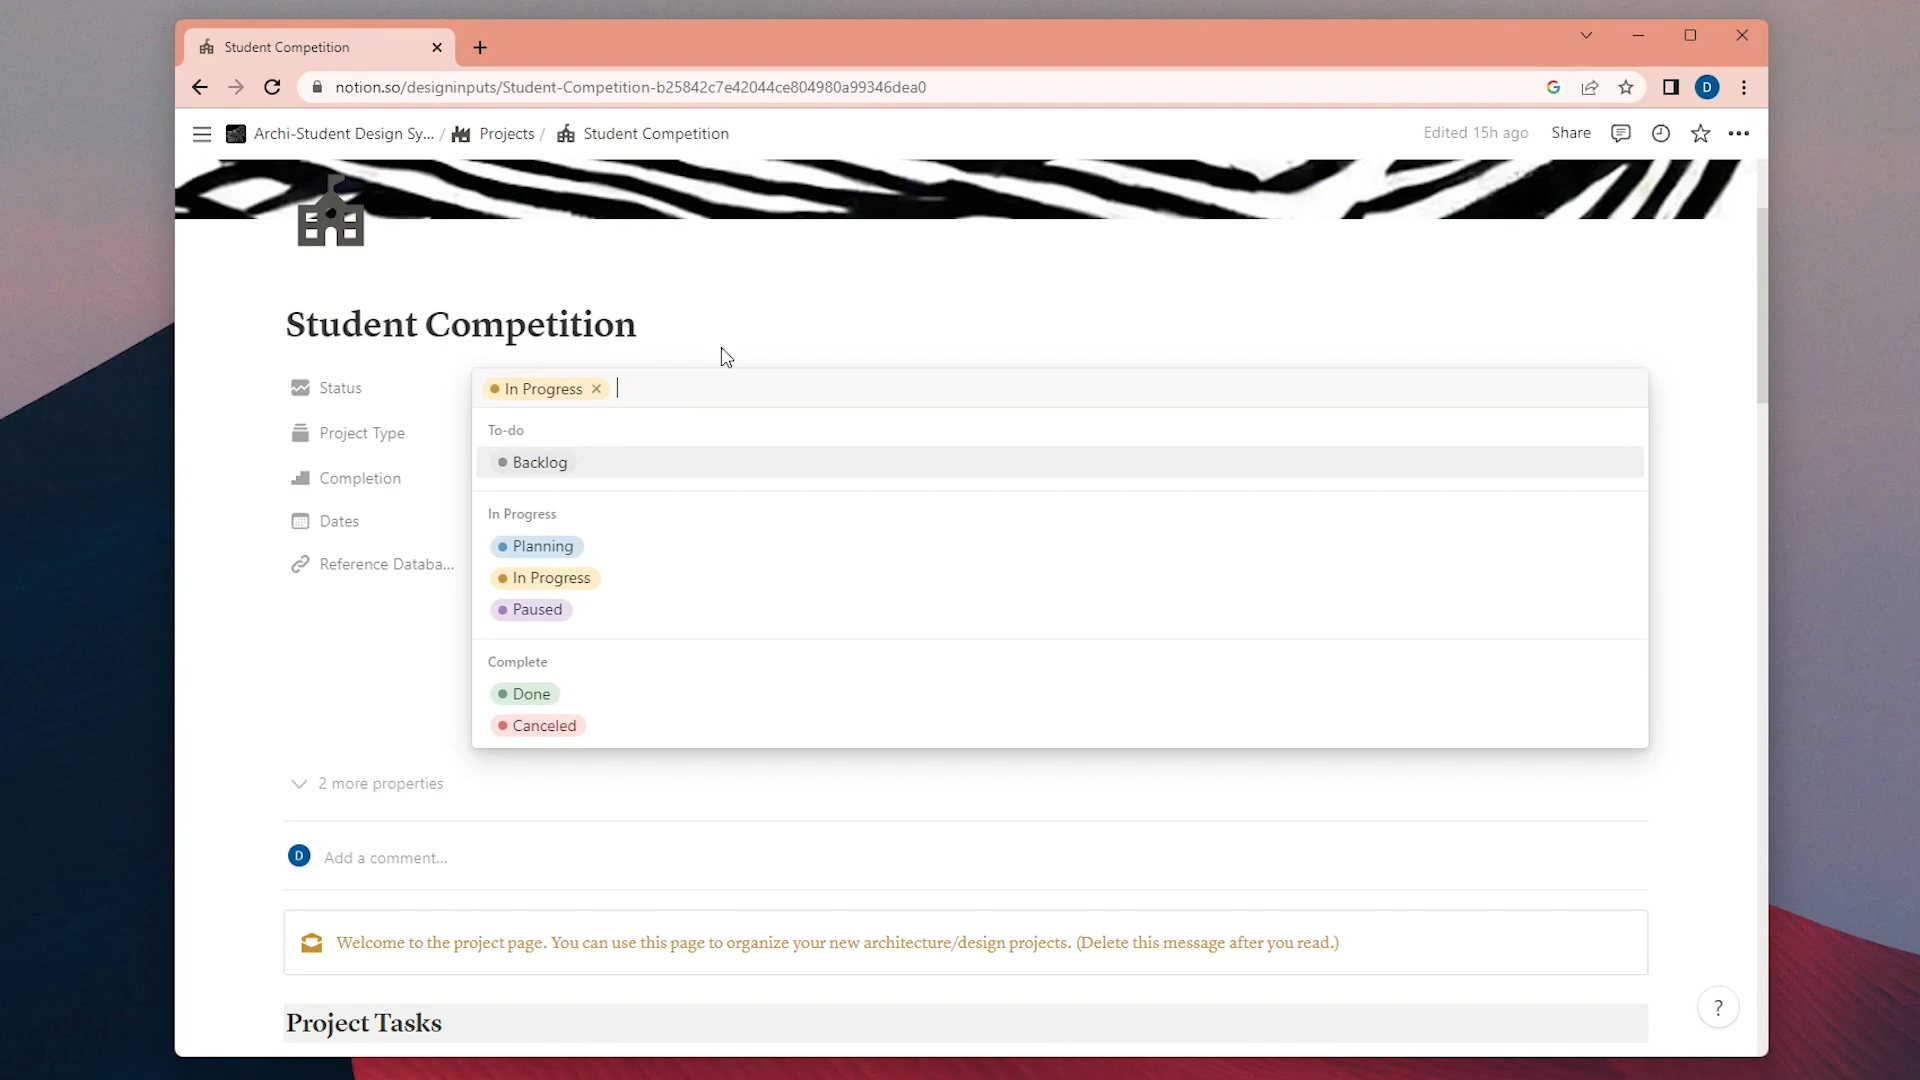 Student Competition
notion.so/designinputs/Student-Competition-b25842c7e42044ce804980a99346dea0
D
Archi-Student Design Sy... / Projects / Student Competition
Edited 15h ago
Share
Student Competition
Status
In Progress
To-do
Backlog
Project Type
Completion
Dates
Reference Databa...
In Progress
Planning
In Progress
Paused
Complete
Done
Canceled
2 more properties
D
Add a comment...
Welcome to the project page. You can use this page to organize your new architecture/design projects. (Delete this message after you read.)
Project Tasks
?